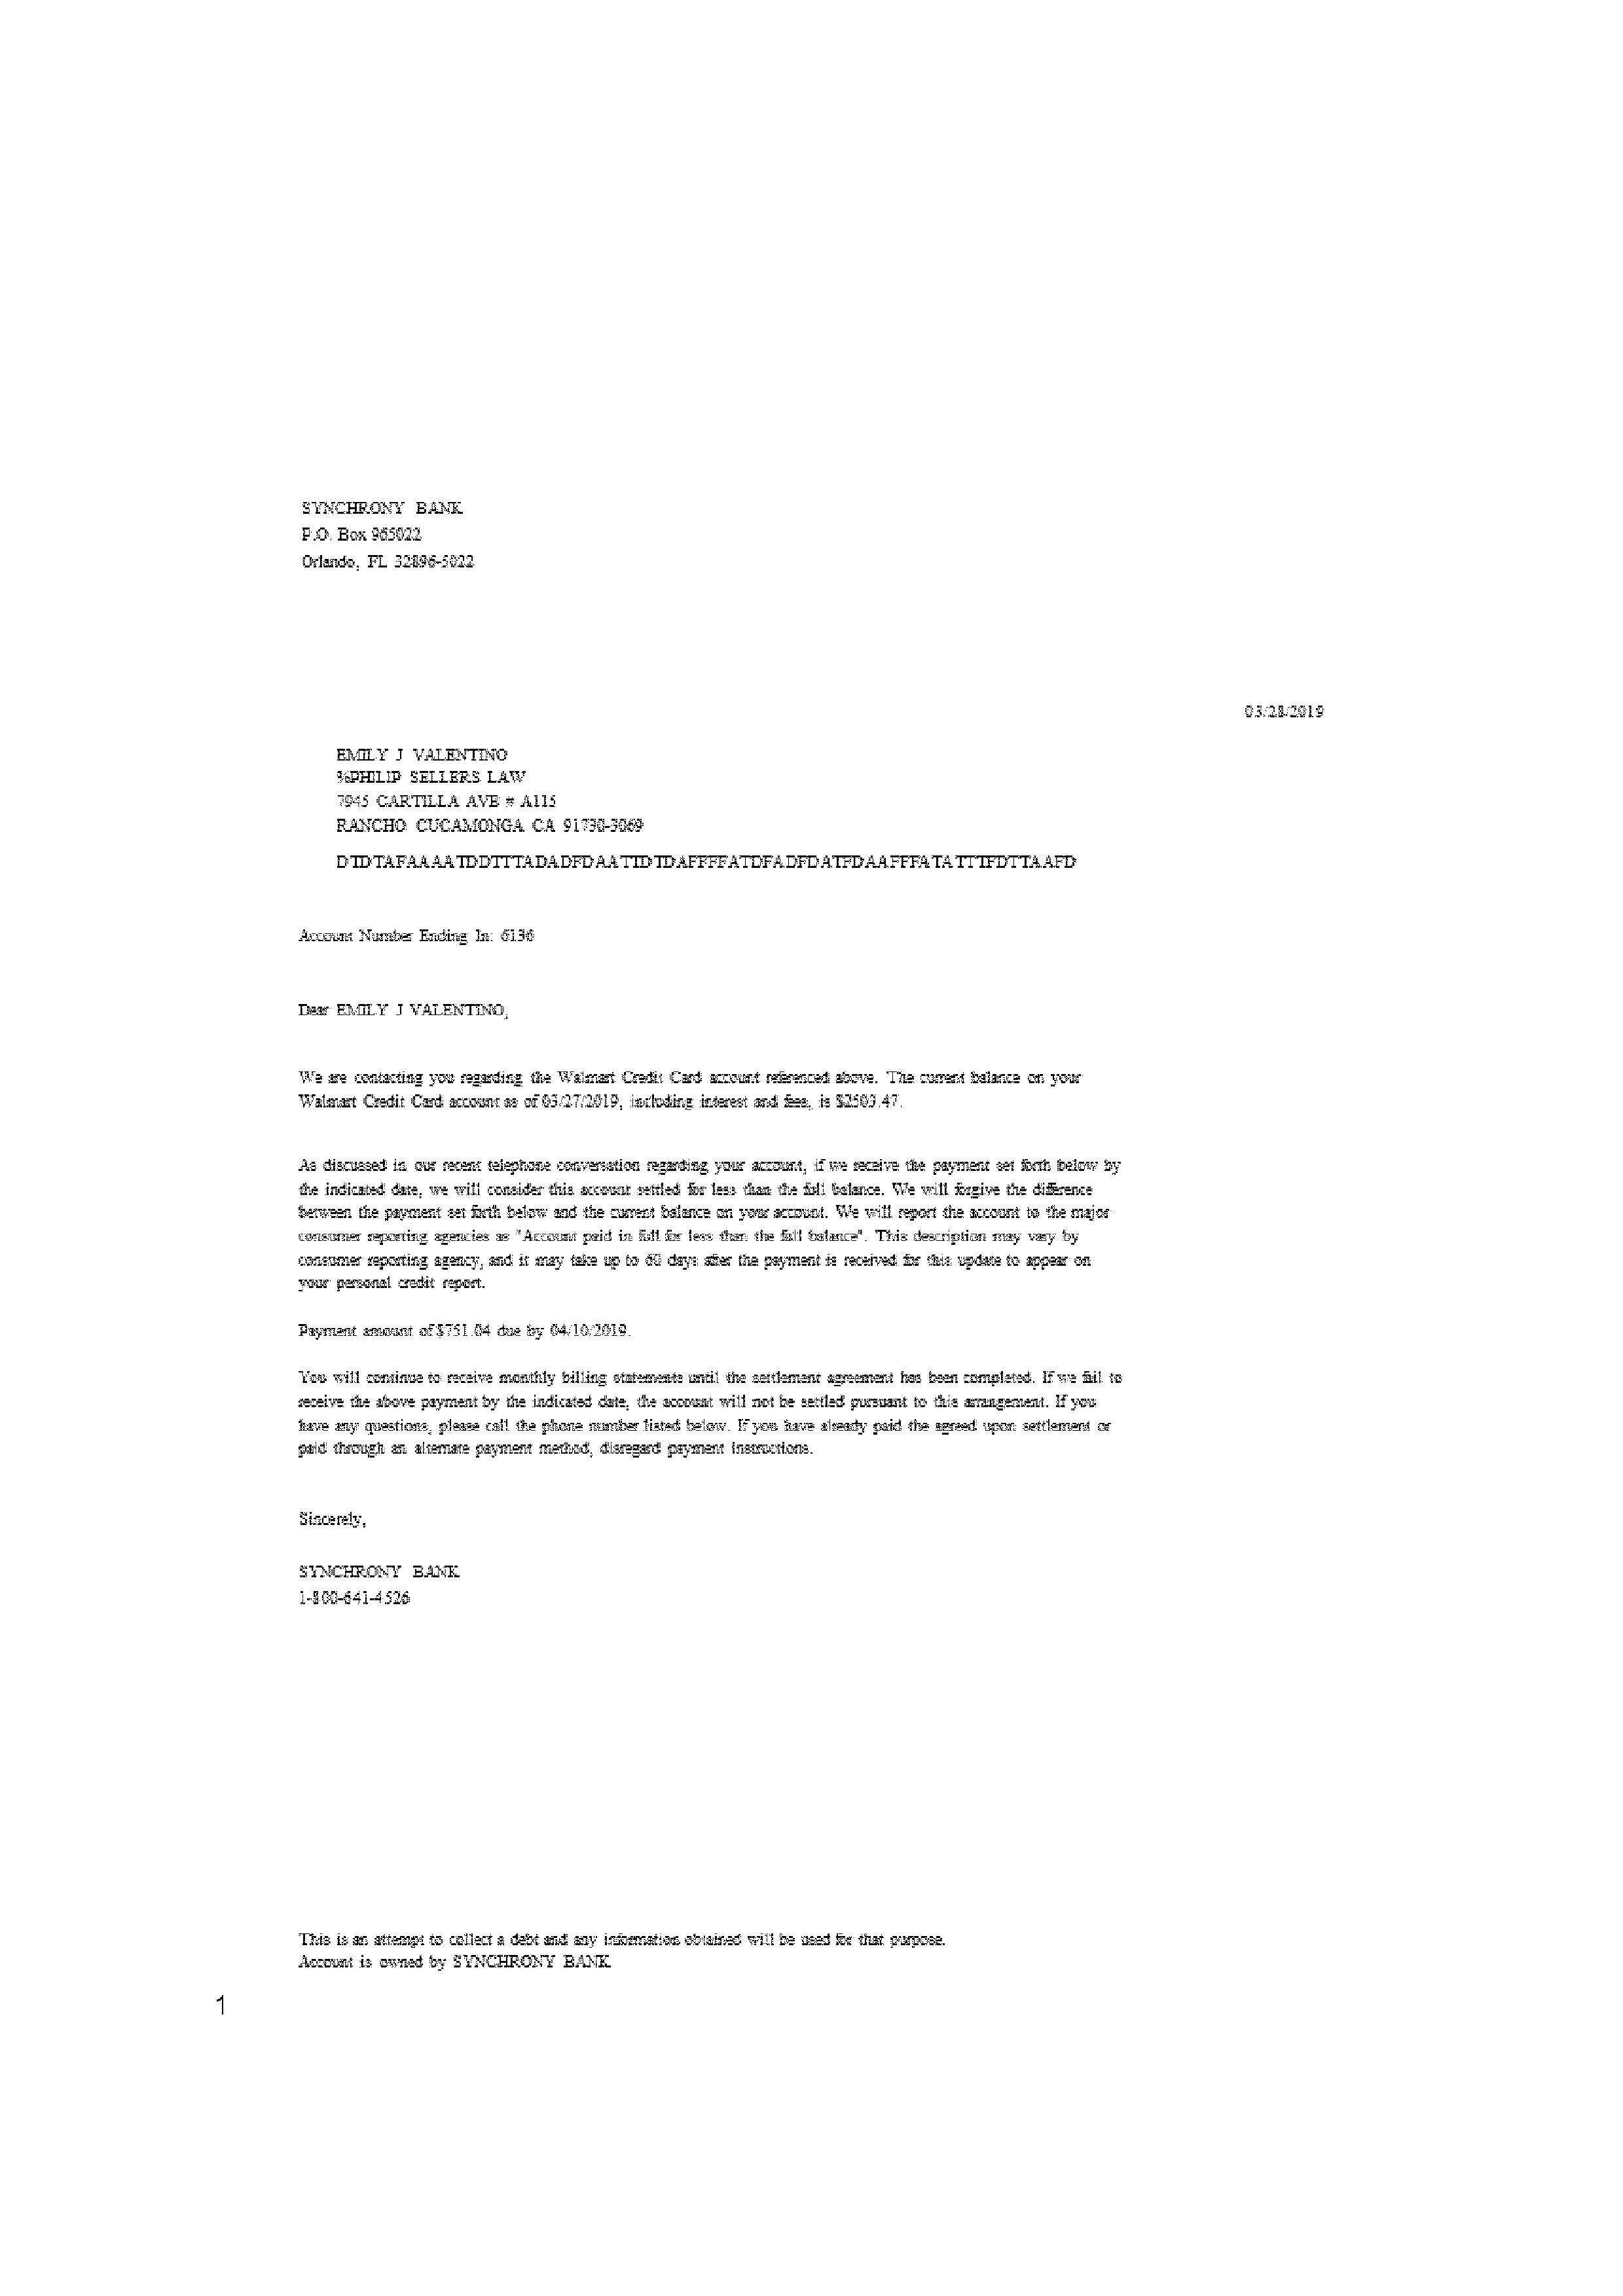 SYNCHRONY BANK
P.O. Box 965022
Orlando, FL 32896-5022
03/28/2019
EMILY J VALENTINO
%PHILIP SELLERS LAW
7945 CARTILLA AVE # A115
RANCHO CUCAMONGA CA 91730-3069
DTDTAFAAAATDDTTTADADFDAATTDTDAFFFFATDFADFDATFDAAFFFATATTTFDTTAAFD
Account Number Ending In: 6136
Dear EMILY J VALENTINO,
We are contacting you regarding the Walmart Credit Card account referenced above. The current balance on your
Walmart Credit Card account as of 03/27/2019, including interest and fees, is $2503.47.
As discussed in our recent telephone conversation regarding your account, if we receive the payment set forth below by
the indicated date, we will consider this account settled for less than the full balance. We will forgive the difference
between the payment set forth below and the current balance on your account. We will report the account to the major
consumer reporting agencies as "Account paid in full for less than the full balance". This description may vary by
consumer reporting agency, and it may take up to 60 days after the payment is received for this update to appear on
your personal credit report.
Payment amount of $751.04 due by 04/10/2019.
You will continue to receive monthly billing statements until the settlement agreement has been completed. If we fail to
receive the above payment by the indicated date, the account will not be settled pursuant to this arrangement. If you
have any questions, please call the phone number listed below. If you have already paid the agreed upon settlement or
paid through an alternate payment method, disregard payment instructions.
Sincerely,
SYNCHRONY BANK
1-800-641-4526
This is an attempt to collect a debt and any information obtained will be used for that purpose.
Account is owned by SYNCHRONY BANK
1